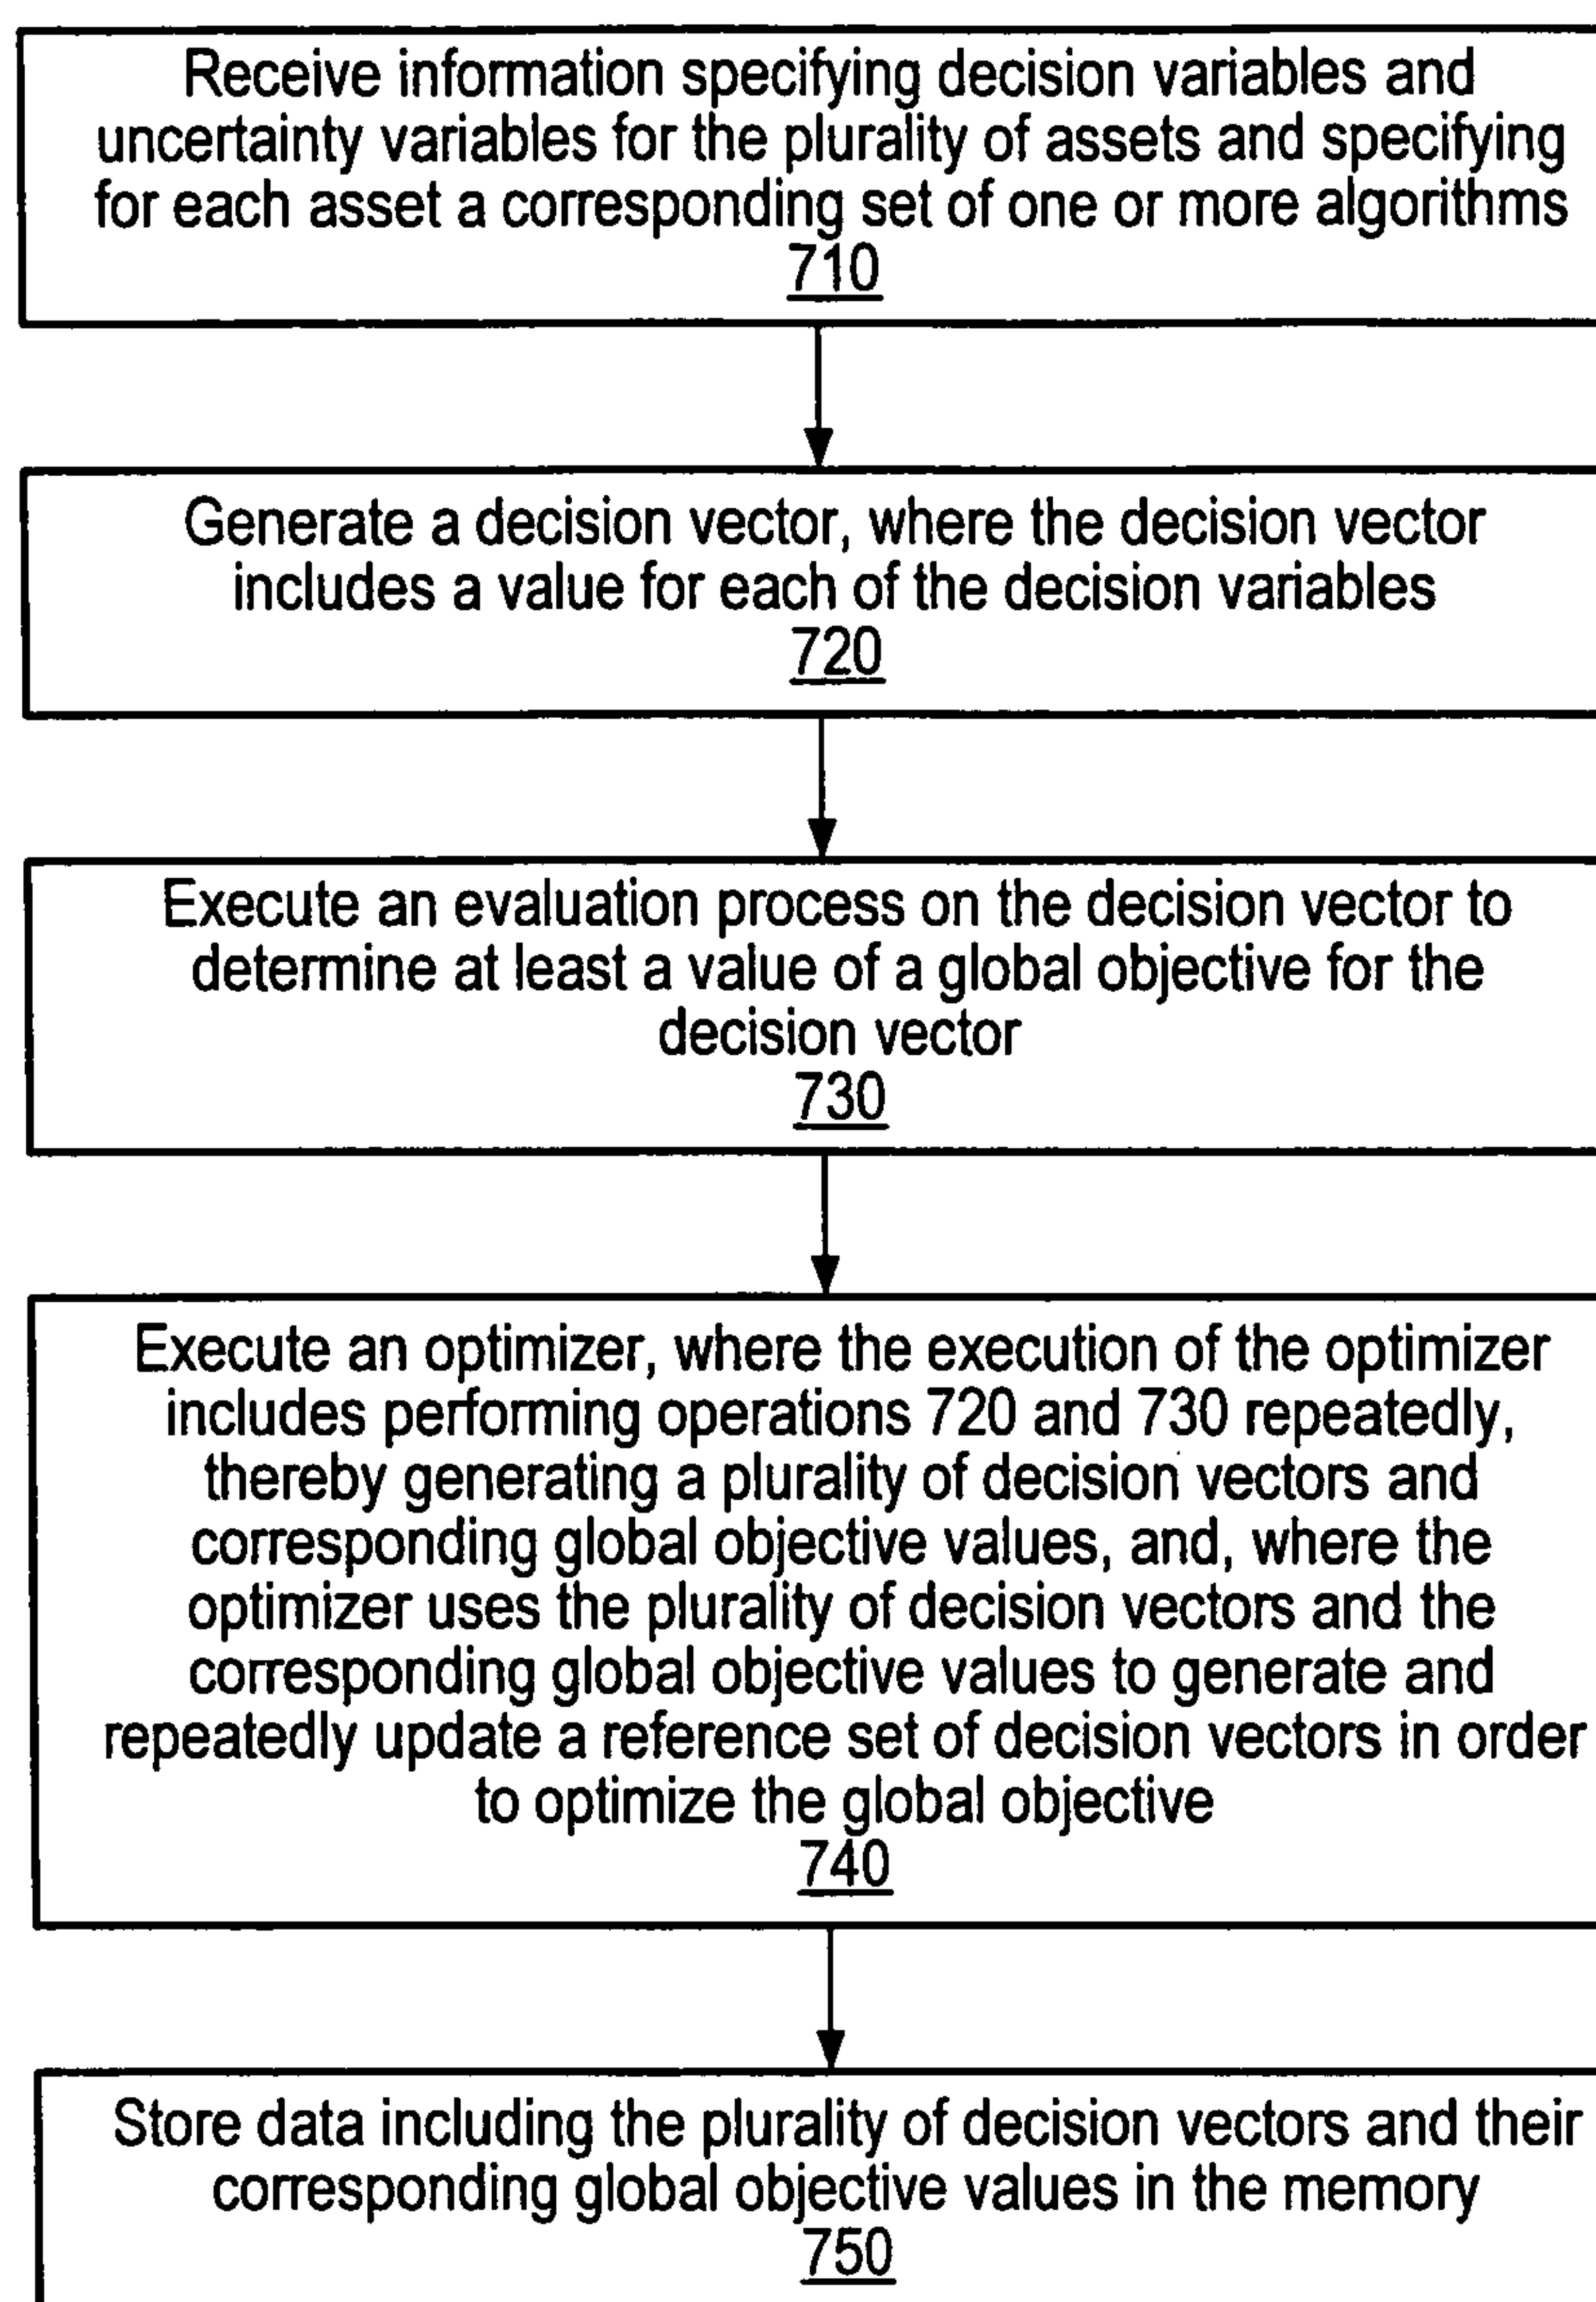 Receive information specifying decision variables and
uncertainty variables for the plurality of assets and specifying
for each asset a corresponding set of one or more algorithms
710
Generate a decision vector, where the decision vector
includes a value for each of the decision variables
720
Execute an evaluation process on the decision vector to
determine at least a value of a global objective for the
decision vector
730
Execute an optimizer, where the execution of the optimizer
includes performing operations 720 and 730 repeatedly,
thereby generating a plurality of decision vectors and
corresponding global objective values, and, where the
optimizer uses the plurality of decision vectors and the
corresponding global objective values to generate and
repeatedly update a reference set of decision vectors in order
to optimize the global objective
740
Store data including the plurality of decision vectors and their
corresponding global objective values in the memory
750